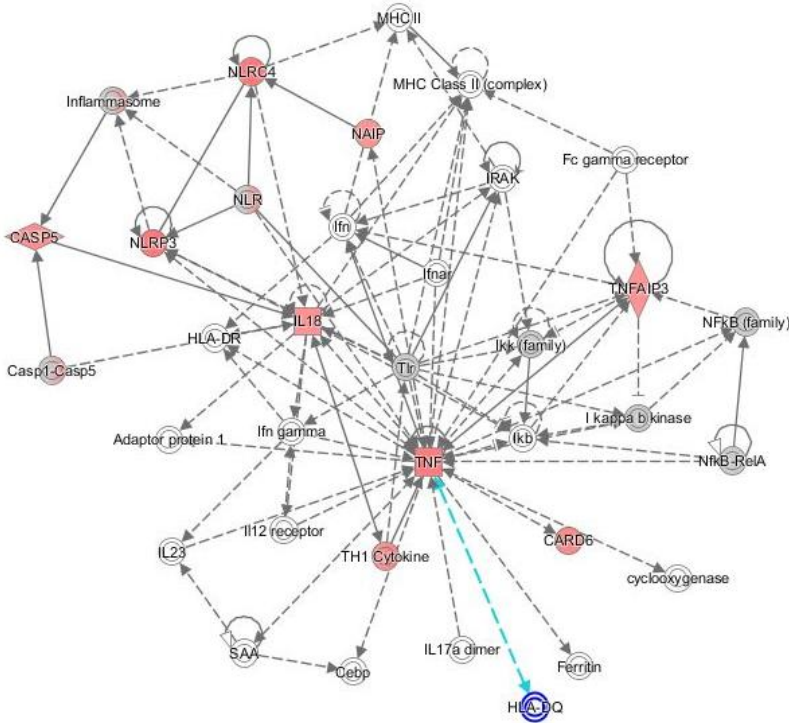 MHC II
NLRC4
MHC Class II (complex)
Inflammasome
NAIP
Fc gamma receptor
IRAK
NLR
Ifn
CASP5
NLRP3
Ifnar
TNFAIP3
IL18
NFkB (family)
HLA-DR
Ikk (family)
Tlr
Casp1-Casp5
I kappa b kinase
Ifn gamma
Adaptor protein 1
Ikb
TNF
NfkB-RelA
Il12 receptor
CARD6
IL23
TH1 Cytokine
cyclooxygenase
SAA
IL17a dimer
Cebp
Ferritin
HLA-DQ